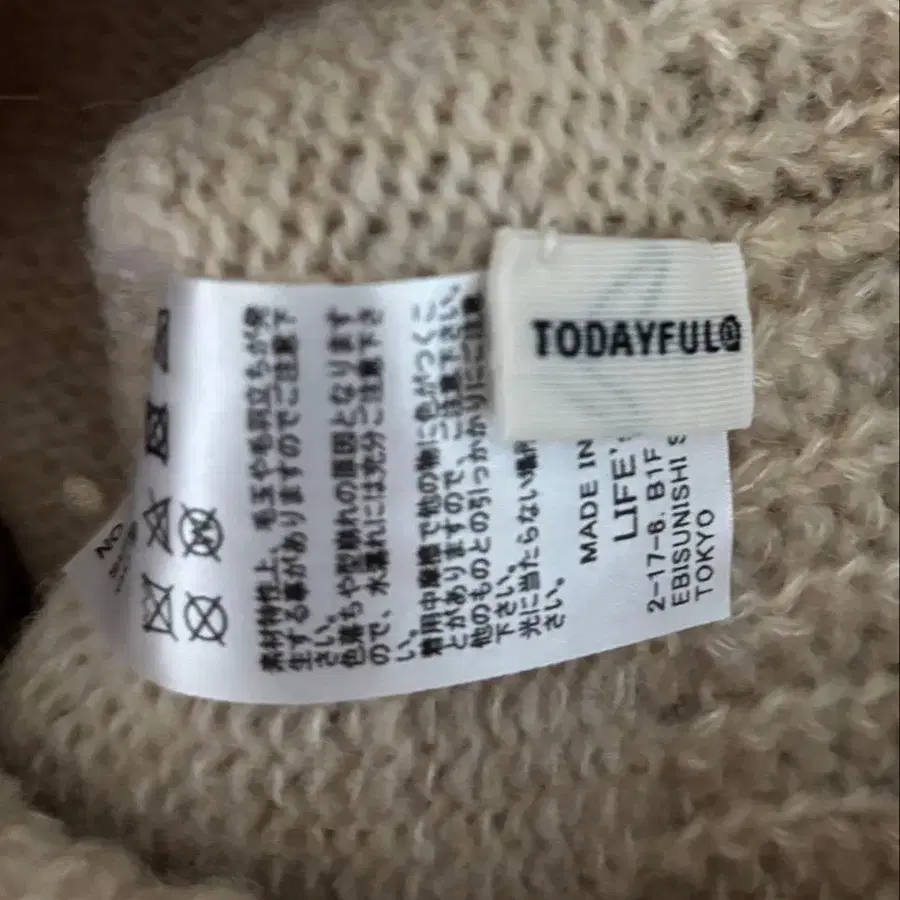 TODAYFUL®
NO
素材特性上、毛玉や毛羽立ちが発
生する事がありますのでご注意下
さい。
色落ちや型崩れの原因となります
ので、水濡れには充分ご注意下さ
い。
着用中摩擦で他の物に色がつくこ
とがありますので、ご注意下さい。
他のものとの引っかかりにご注意
下さい。
光に当たらない場所
さい。
MADE IN
LIFE'
2-17-6. B1F
EBISUNISHI S
TOKYO